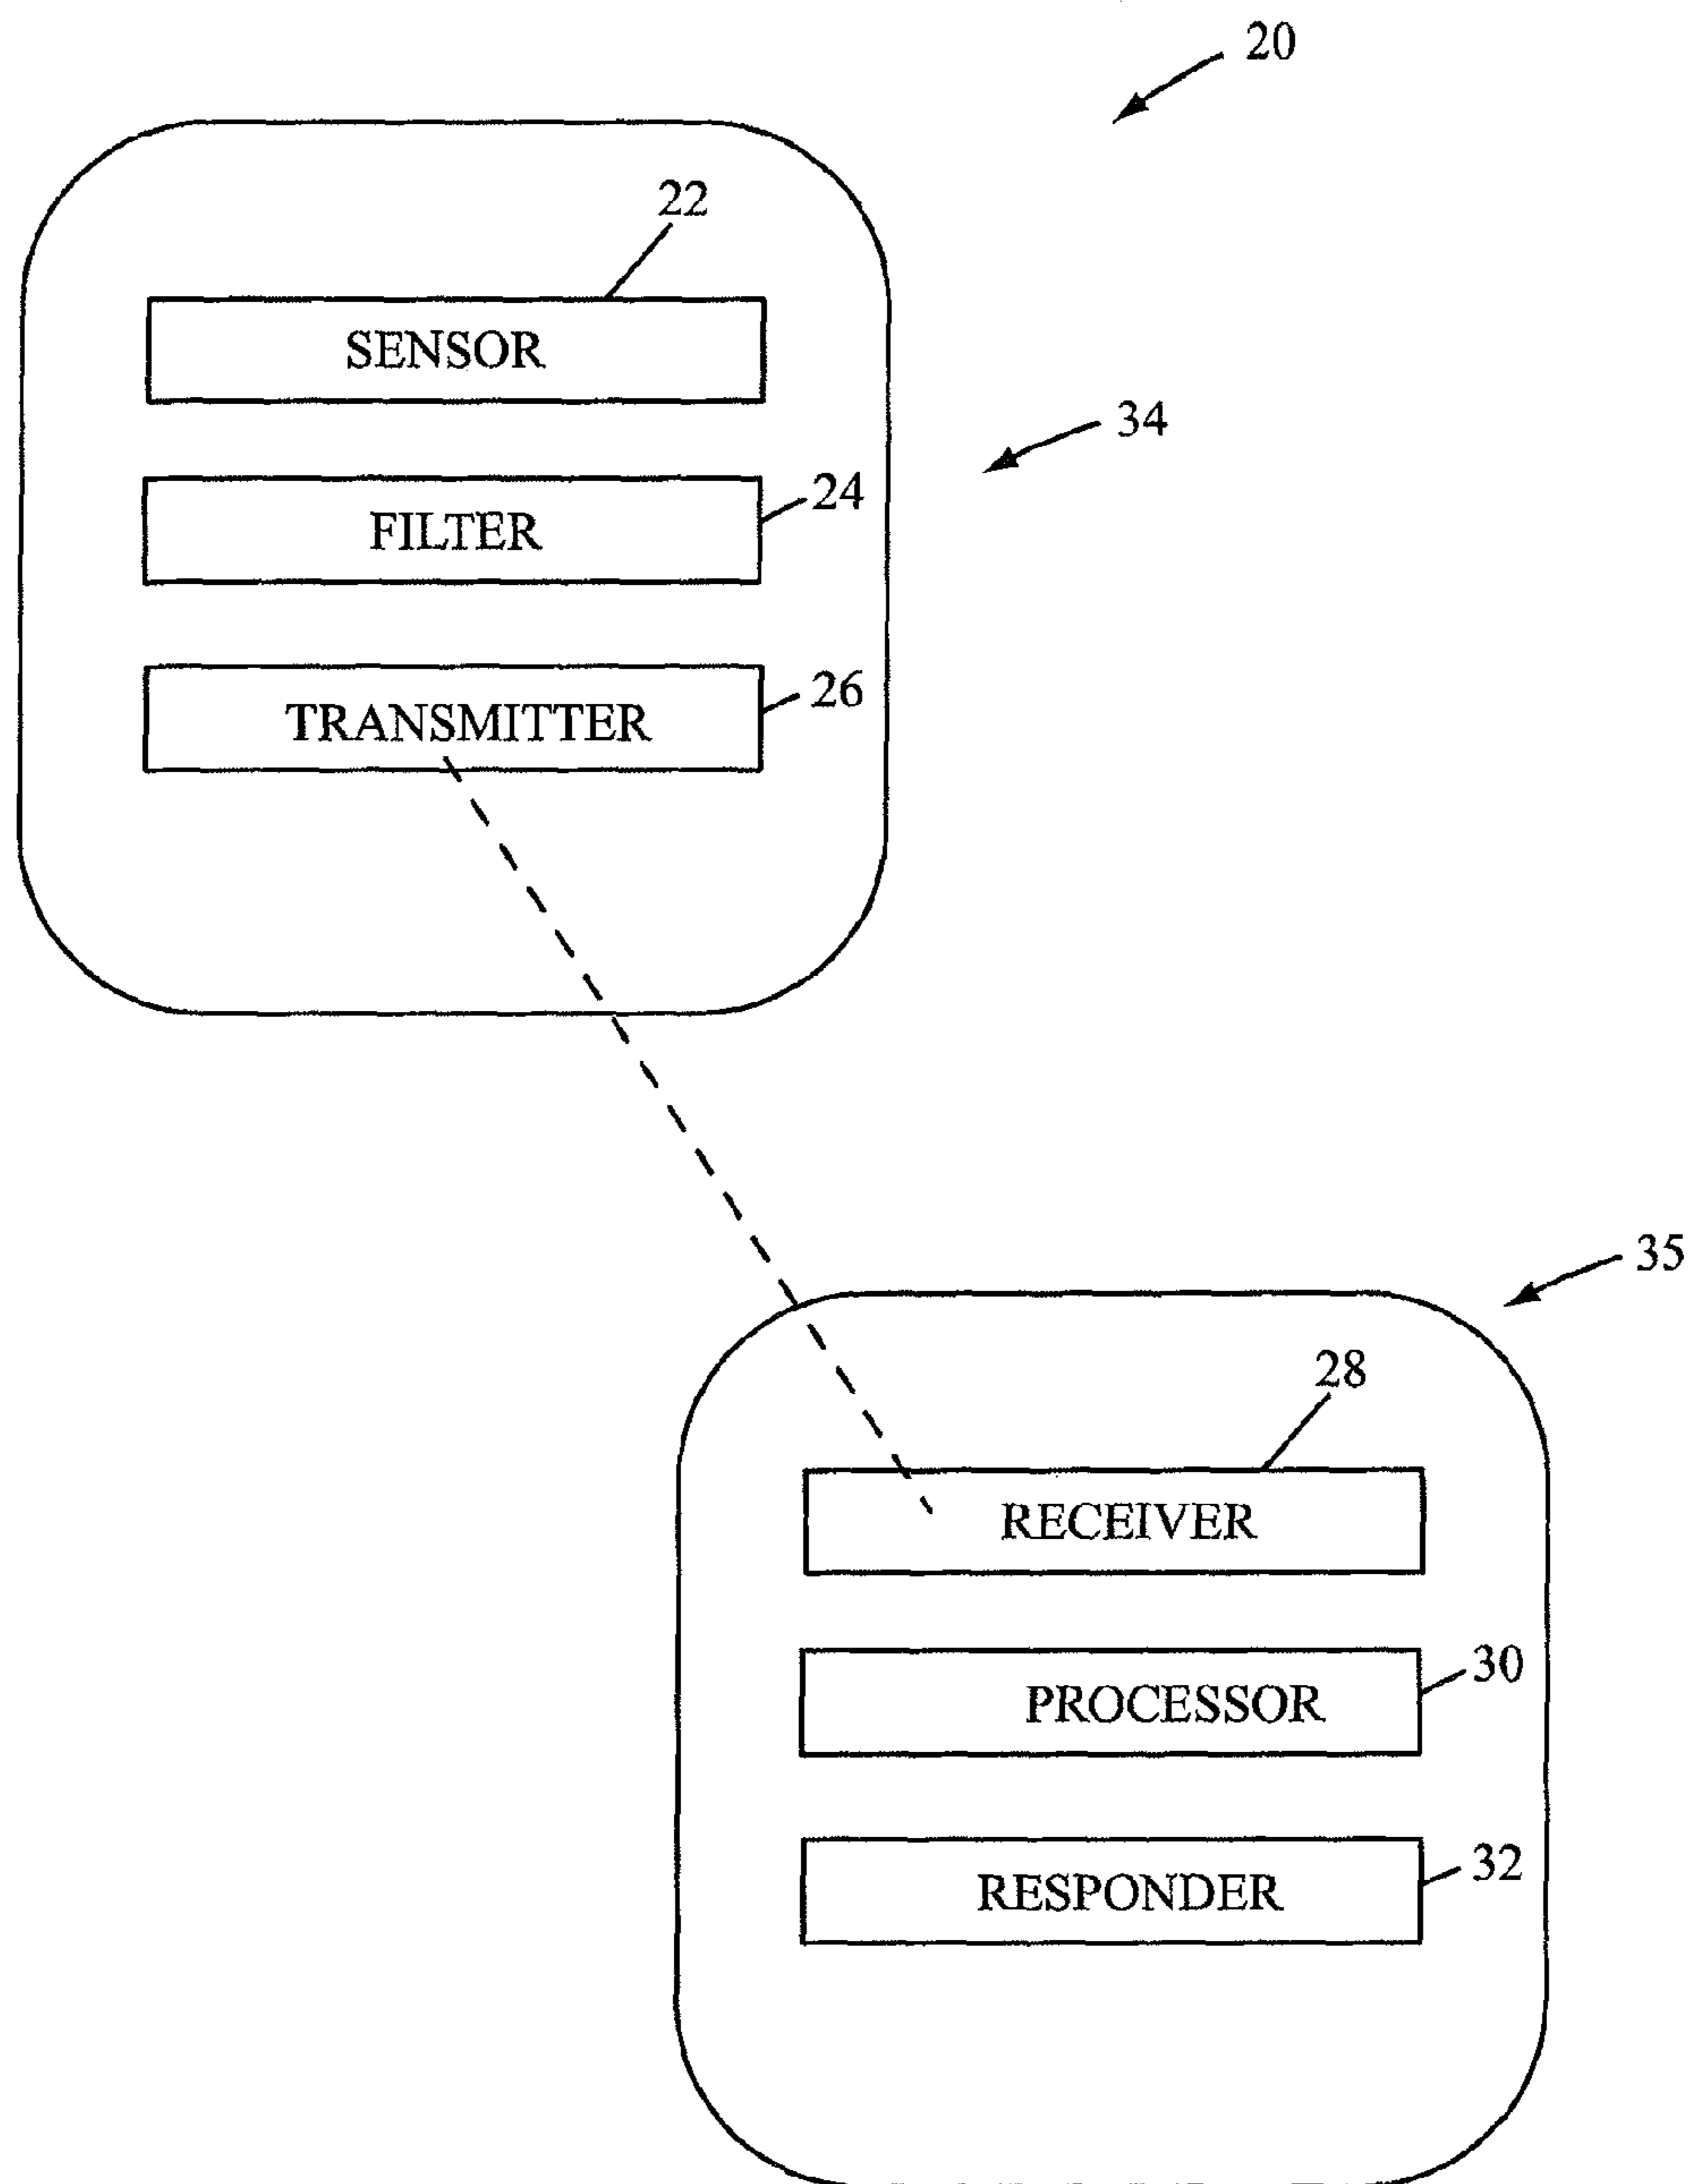 20
22
SENSOR
34
24
FILTER
26
TRANSMITTER
35
28
RECEIVER
30
PROCESSOR
32
RESPONDER